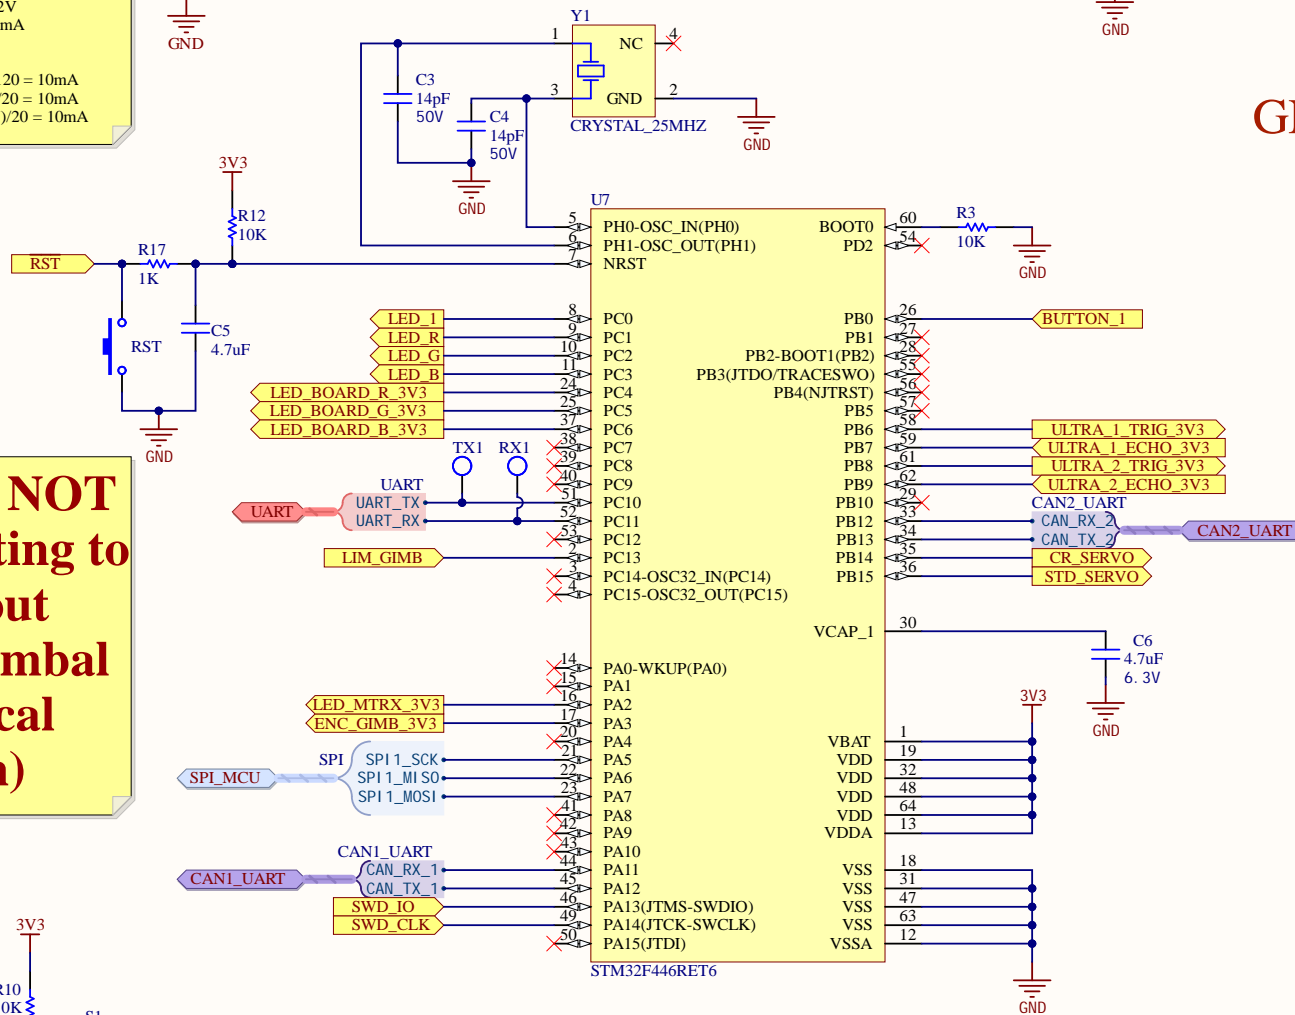 2V
mA
20 = 10mA
/20 = 10mA
)/20 = 10mA
GND
GND
Y1
1
NC
4
3
GND
2
CRYSTAL_25MHZ
GND
C3
14pF
50V
C4
14pF
50V
GND
3V3
R12
10K
RST
R17
1K
RST
C5
4.7uF
GND
NOT
ting to
out
mbal
cal
)
U7
5
PH0-OSC_IN(PH0)
6
PH1-OSC_OUT(PH1)
7
NRST
LED_1
8
PC0
LED_R
9
PC1
LED_G
10
PC2
LED_B
11
PC3
LED_BOARD_R_3V3
24
PC4
LED_BOARD_G_3V3
25
PC5
LED_BOARD_B_3V3
37
PC6
38
PC7
39
PC8
40
PC9
TX1
RX1
UART
UART
UART_TX
51
PC10
UART_RX
52
PC11
53
PC12
LIM_GIMB
2
PC13
3
PC14-OSC32_IN(PC14)
4
PC15-OSC32_OUT(PC15)
14
PA0-WKUP(PA0)
15
PA1
LED_MTRX_3V3
16
PA2
ENC_GIMB_3V3
17
PA3
20
PA4
SPI
SPI_MCU
SPI1_SCK
21
PA5
SPI1_MISO
22
PA6
SPI1_MOSI
23
PA7
41
PA8
42
PA9
43
PA10
CAN1_UART
CAN1_UART
CAN_RX_1
44
PA11
CAN_TX_1
45
PA12
SWD_IO
46
PA13(JTMS-SWDIO)
SWD_CLK
49
PA14(JTCK-SWCLK)
50
PA15(JTDI)
STM32F446RET6
BOOT0
60
R3
10K
GND
PD2
54
PB0
26
BUTTON_1
PB1
27
PB2-BOOT1(PB2)
28
PB3(JTDO/TRACESWO)
55
PB4(NJTRST)
56
PB5
57
PB6
58
ULTRA_1_TRIG_3V3
PB7
59
ULTRA_1_ECHO_3V3
PB8
61
ULTRA_2_TRIG_3V3
PB9
62
ULTRA_2_ECHO_3V3
PB10
29
CAN2_UART
PB12
33
CAN_RX_2
PB13
34
CAN_TX_2
CAN2_UART
PB14
35
CR_SERVO
PB15
36
STD_SERVO
VCAP_1
30
C6
4.7uF
6.3V
GND
3V3
VBAT
1
VDD
19
VDD
32
VDD
48
VDD
64
VDDA
13
VSS
18
VSS
31
VSS
47
VSS
63
VSSA
12
GND
3V3
R10
0K